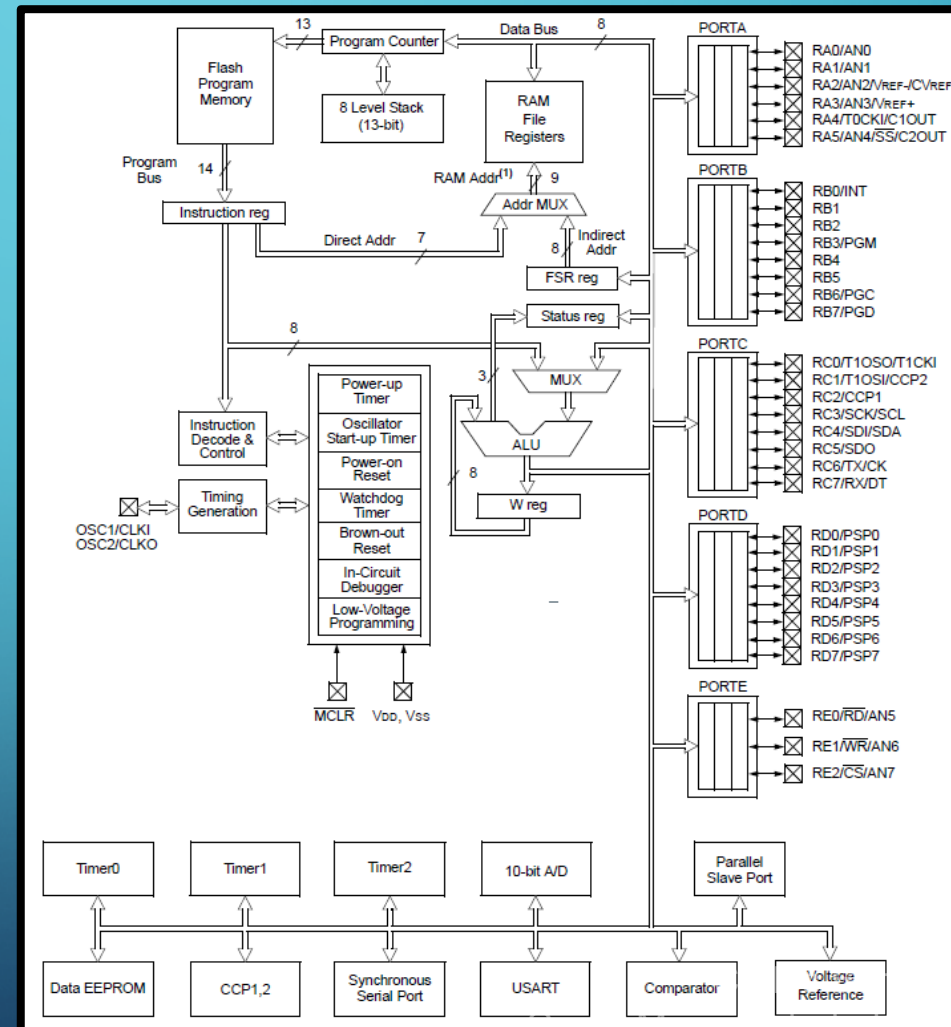 13
Data Bus
8
PORTA
Flash
Program
Memory
Program Counter
8 Level Stack
(13-bit)
RAM
File
Registers
RA0/AN0
RA1/AN1
RA2/AN2/VREF-/CVREF
RA3/AN3/VREF+
RA4/T0CKI/C1OUT
RA5/AN4/SS/C2OUT
Program
Bus
14
RAM Addr(1)
9
PORTB
Instruction reg
Addr MUX
Direct Addr
7
8
Indirect
Addr
FSR reg
RB0/INT
RB1
RB2
RB3/PGM
RB4
RB5
RB6/PGC
RB7/PGD
Status reg
8
3
MUX
PORTC
RC0/T1OSO/T1CKI
RC1/T1OSI/CCP2
RC2/CCP1
RC3/SCK/SCL
RC4/SDI/SDA
RC5/SDO
RC6/TX/CK
RC7/RX/DT
Power-up
Timer
Oscillator
Start-up Timer
Power-on
Reset
Watchdog
Timer
Brown-out
Reset
In-Circuit
Debugger
Low-Voltage
Programming
Instruction
Decode &
Control
ALU
8
W reg
Timing
Generation
OSC1/CLKI
OSC2/CLKO
PORTD
RD0/PSP0
RD1/PSP1
RD2/PSP2
RD3/PSP3
RD4/PSP4
RD5/PSP5
RD6/PSP6
RD7/PSP7
MCLR
VDD, VSS
PORTE
RE0/RD/AN5
RE1/WR/AN6
RE2/CS/AN7
Timer0
Timer1
Timer2
10-bit A/D
Parallel
Slave Port
Data EEPROM
CCP1,2
Synchronous
Serial Port
USART
Comparator
Voltage
Reference